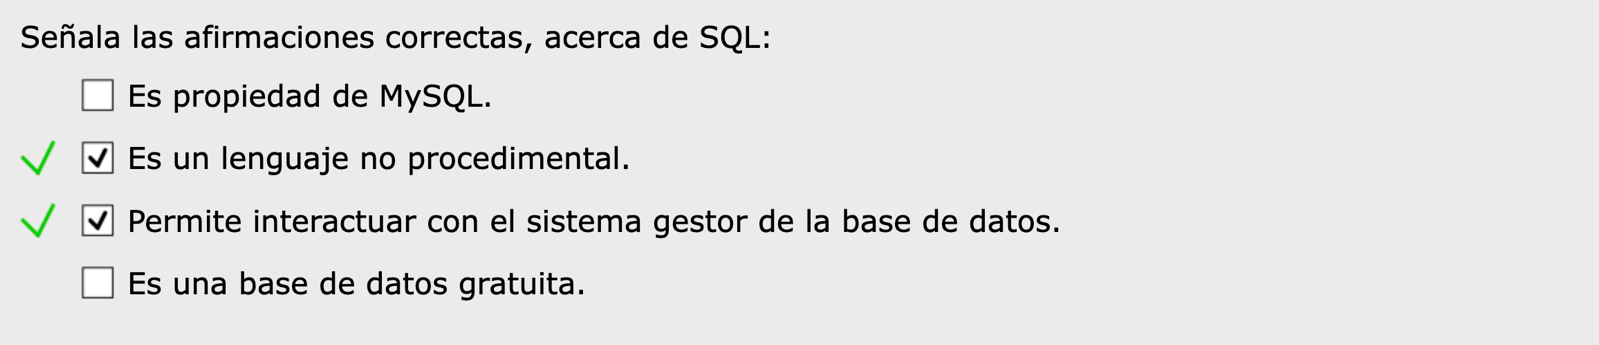 Señala las afirmaciones correctas, acerca de SQL:
Es propiedad de MySQL.
Es un lenguaje no procedimental.
Permite interactuar con el sistema gestor de la base de datos.
Es una base de datos gratuita.